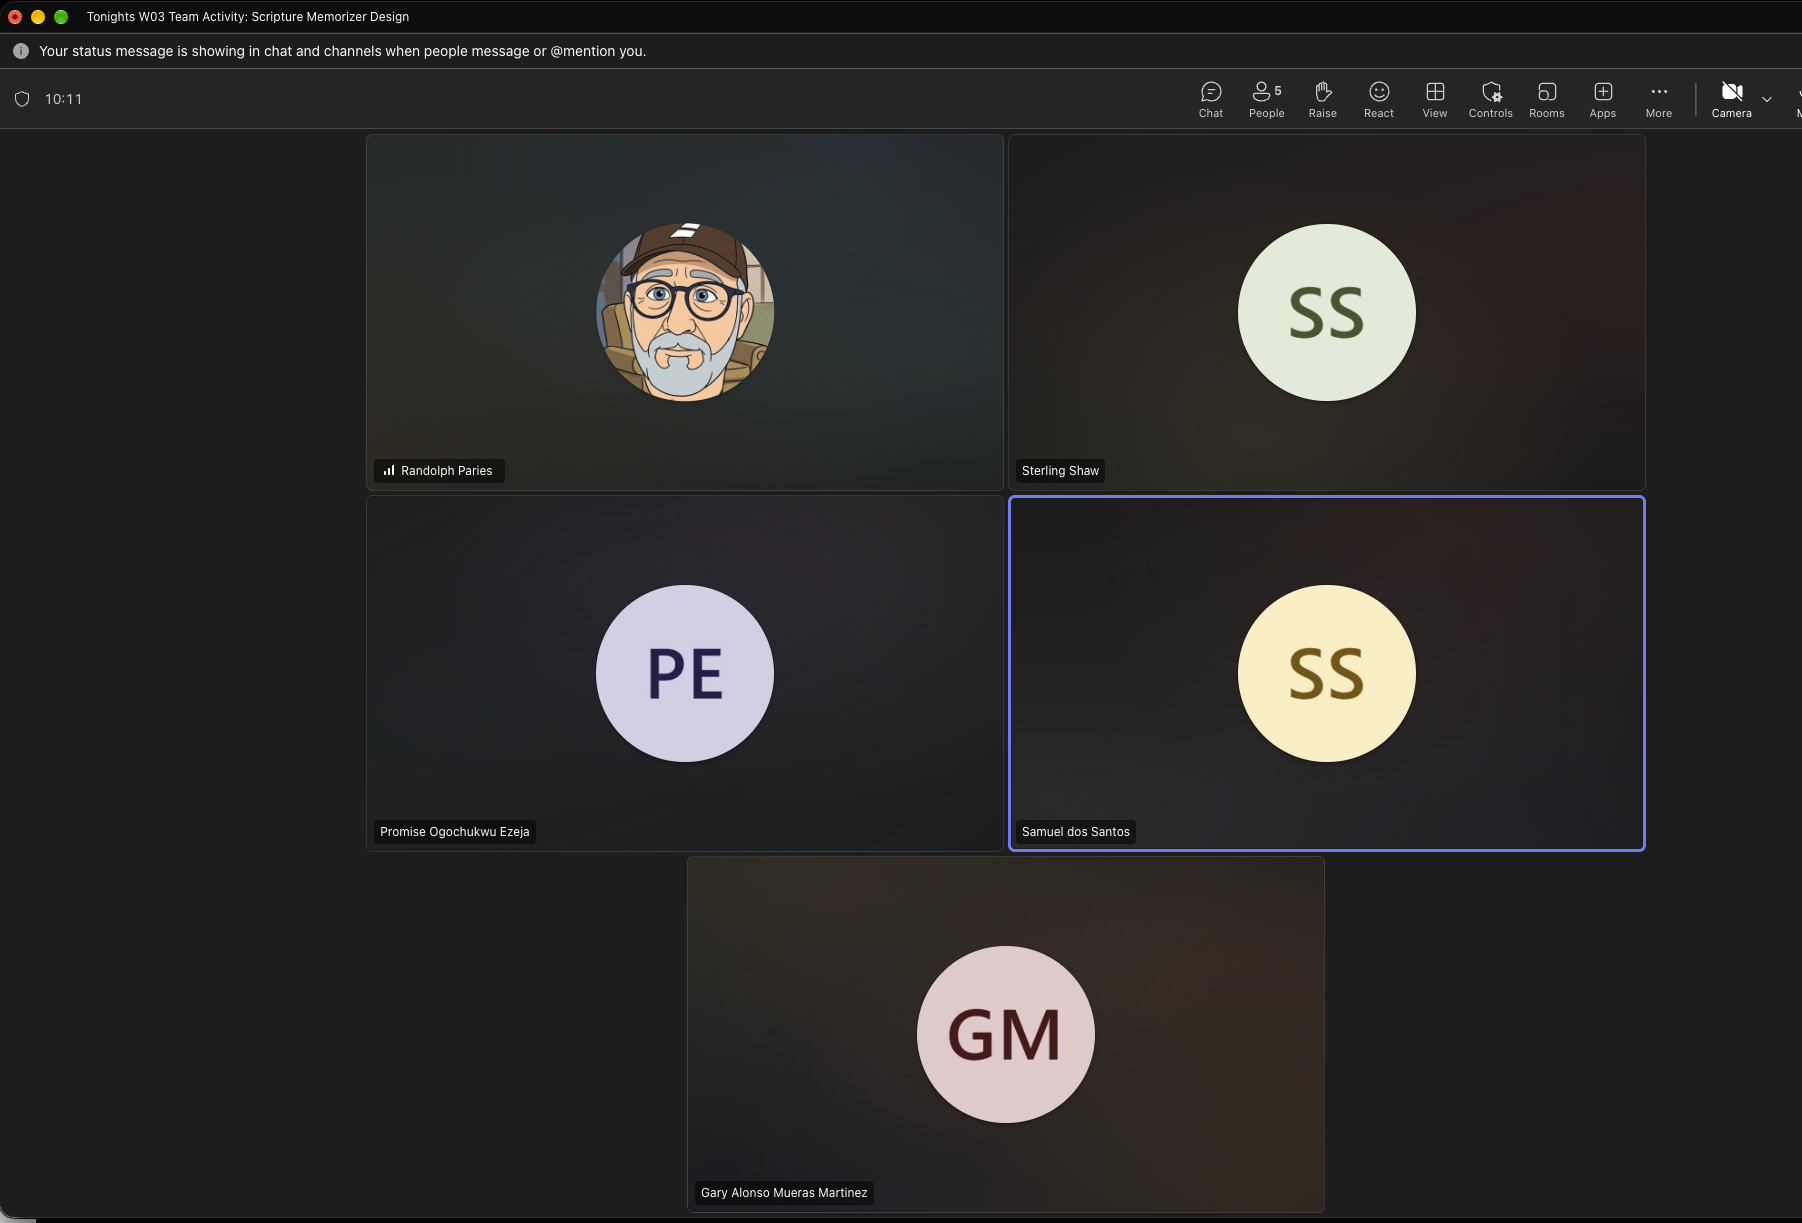 Tonights W03 Team Activity: Scripture Memorizer Design
Your status message is showing in chat and channels when people message or @mention you.
10:11
5
Chat People Raise React View Controls Rooms Apps More Camera M
SS
Randolph Paries
Sterling Shaw
PE
SS
Promise Ogochukwu Ezeja
Samuel dos Santos
GM
Gary Alonso Mueras Martinez